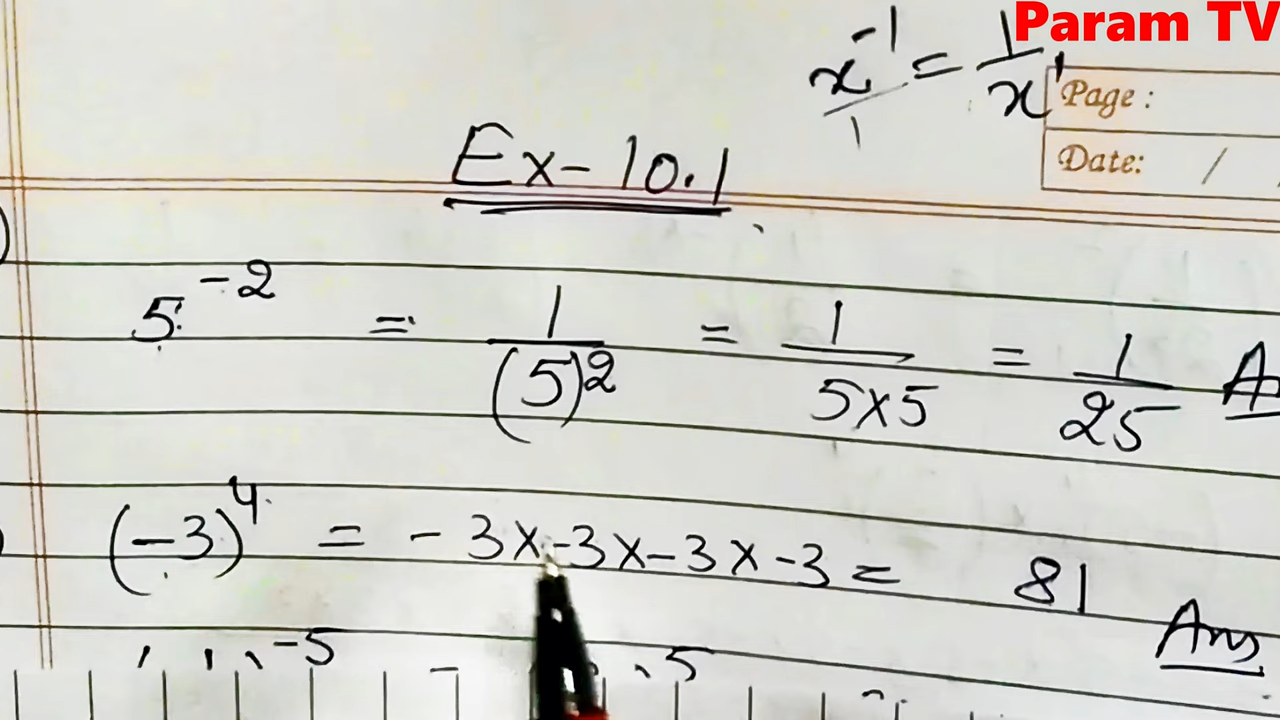 Param TV
x⁻¹/1 = 1/x¹
Page :
Date: /
Ex-10.1
5⁻² = 1/(5)² = 1/5x5 = 1/25
(-3)⁴ = -3x-3x-3x-3 = 81 Ans